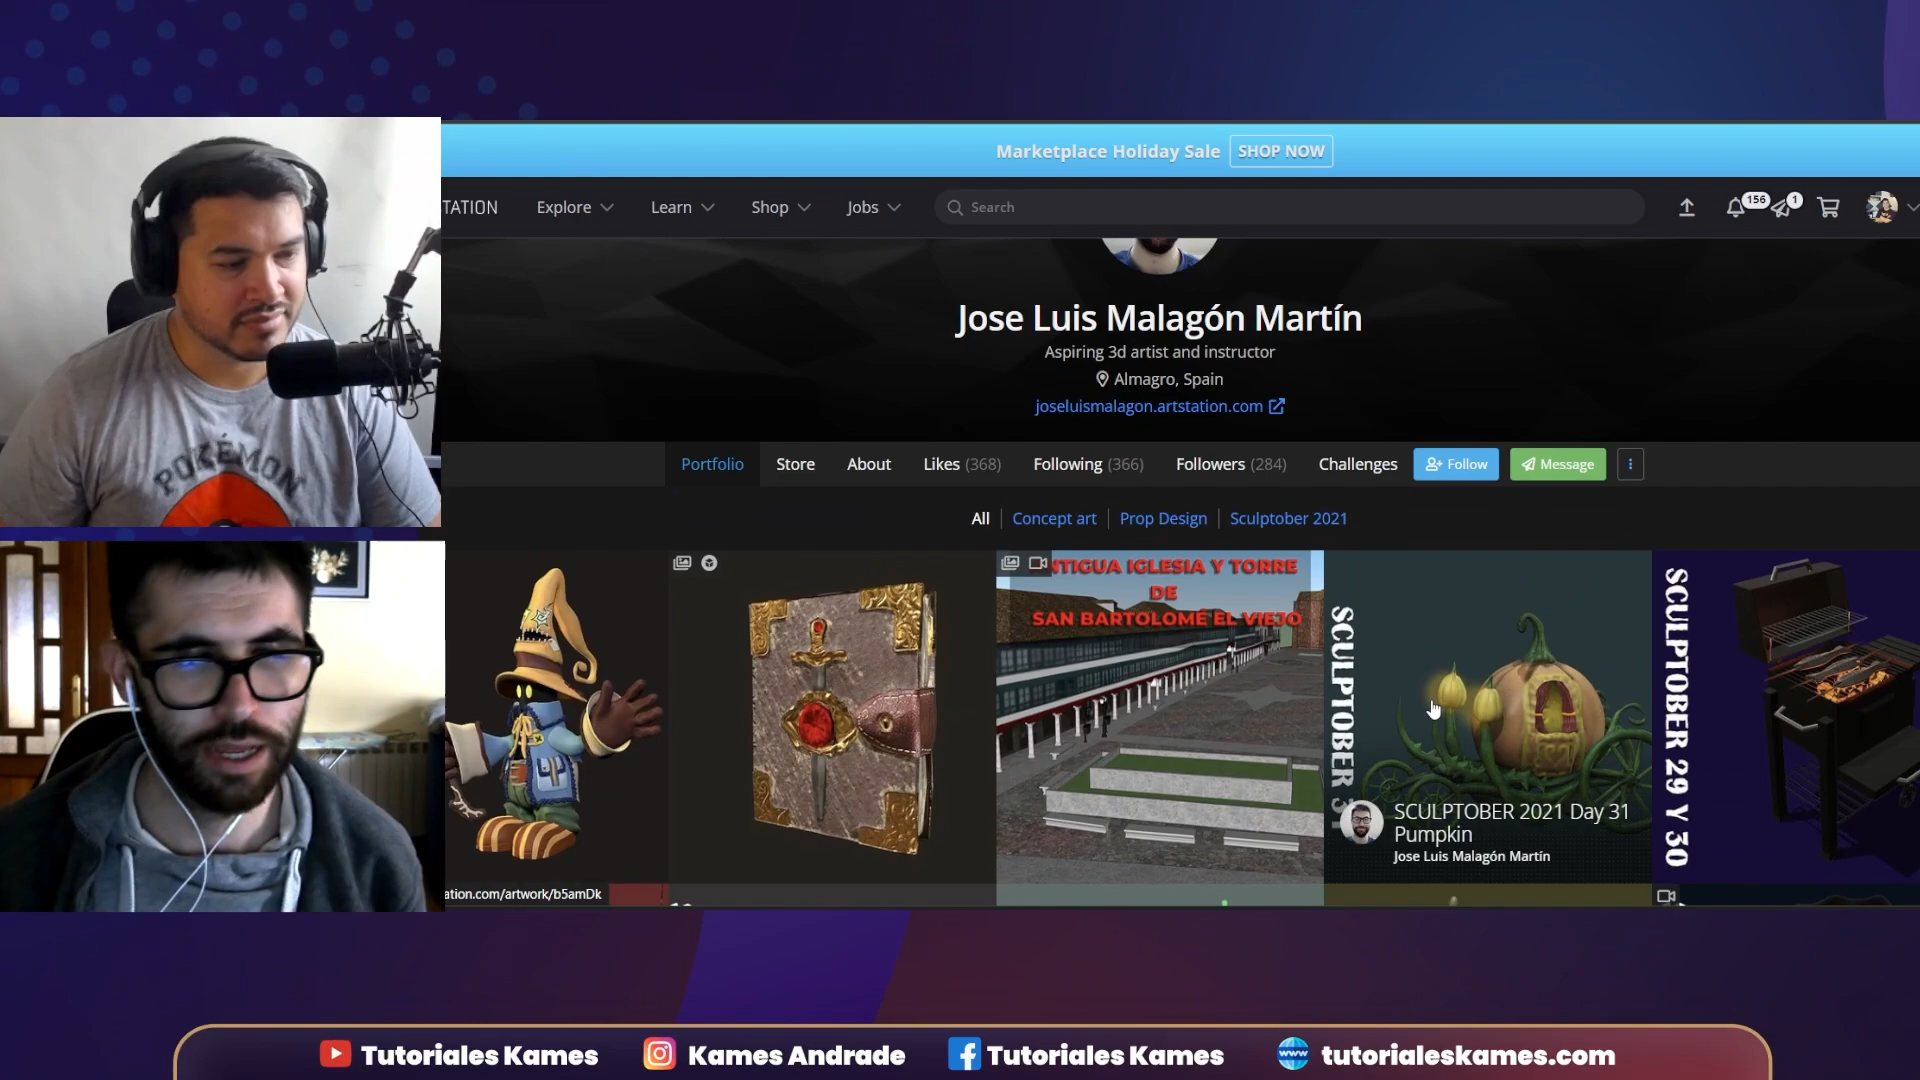 Marketplace Holiday Sale SHOP NOW
TATION Explore Learn Shop Jobs Search 156 1
Jose Luis Malagón Martín
Aspiring 3d artist and instructor
Almagro, Spain
joseluismalagon.artstation.com
Portfolio Store About Likes (368) Following (366) Followers (284) Challenges Follow Message
All Concept art Prop Design Sculptober 2021
NTIGUA IGLESIA Y TORRE
DE
SAN BARTOLOMÉ EL VIEJO
SCULPTOBER
SCULPTOBER 2021 Day 31
Pumpkin
Jose Luis Malagón Martín
SCULPTOBER 29 Y 30
ation.com/artwork/b5amDk
POKÉMON
Tutoriales Kames Kames Andrade Tutoriales Kames www tutorialeskames.com